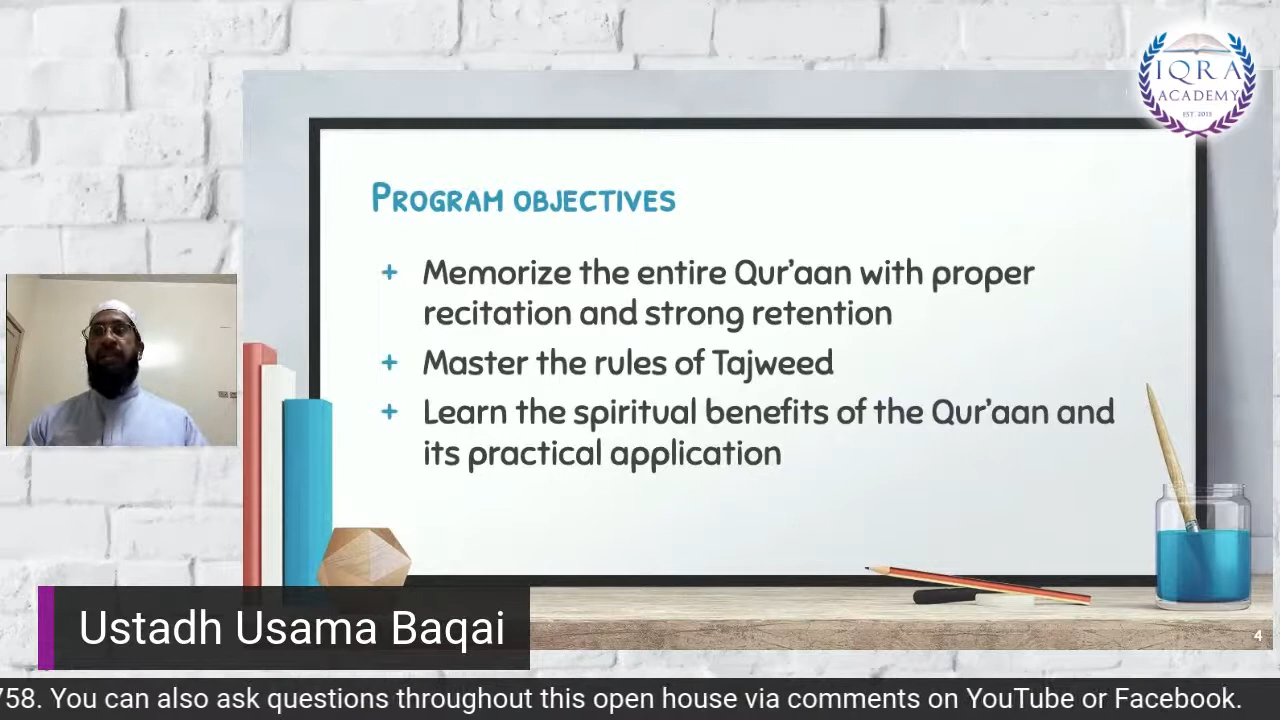 IQRA
ACADEMY
EST. 2015
Program objectives
+ Memorize the entire Qur'aan with proper
recitation and strong retention
+ Master the rules of Tajweed
+ Learn the spiritual benefits of the Qur'aan and
its practical application
4
Ustadh Usama Baqai
758. You can also ask questions throughout this open house via comments on YouTube or Facebook.